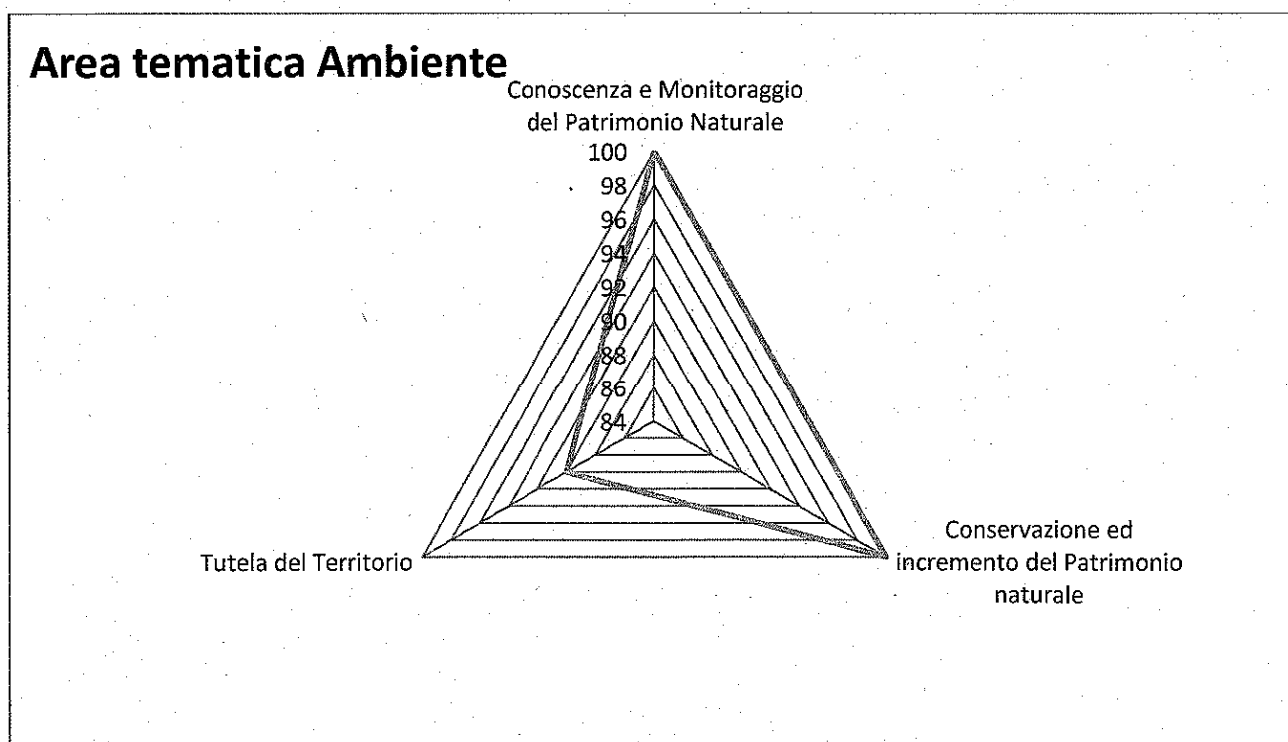 Area tematica Ambiente
Conoscenza e Monitoraggio
del Patrimonio Naturale
100
98
96
94
92
90
88
86
84
Tutela del Territorio
Conservazione ed
incremento del Patrimonio
naturale